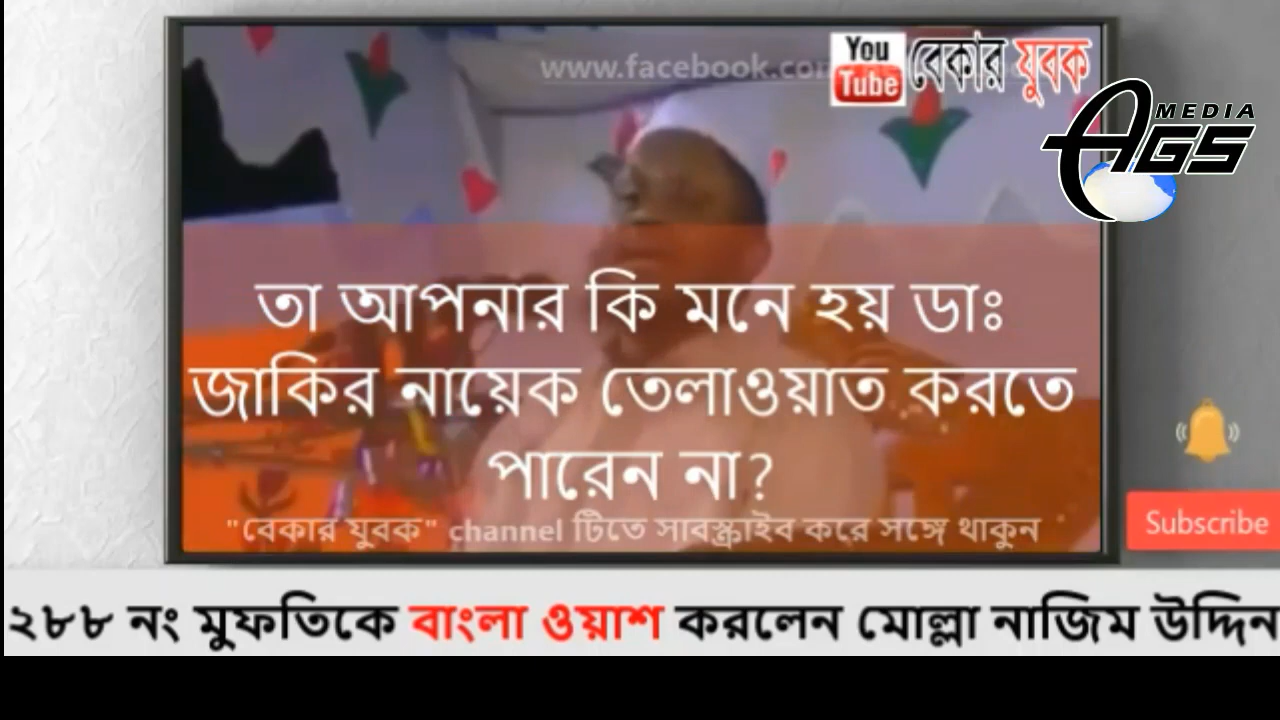 www.facebook.com
You
Tube
বেকার যুবক
MEDIA
AGS
তা আপনার কি মনে হয় ডাঃ
জাকির নায়েক তেলাওয়াত করতে
পারেন না?
"বেকার যুবক" channel টিতে সাবস্ক্রাইব করে সঙ্গে থাকুন
Subscribe
২৮৮ নং মুফতিকে বাংলা ওয়াশ করলেন মোল্লা নাজিম উদ্দিন